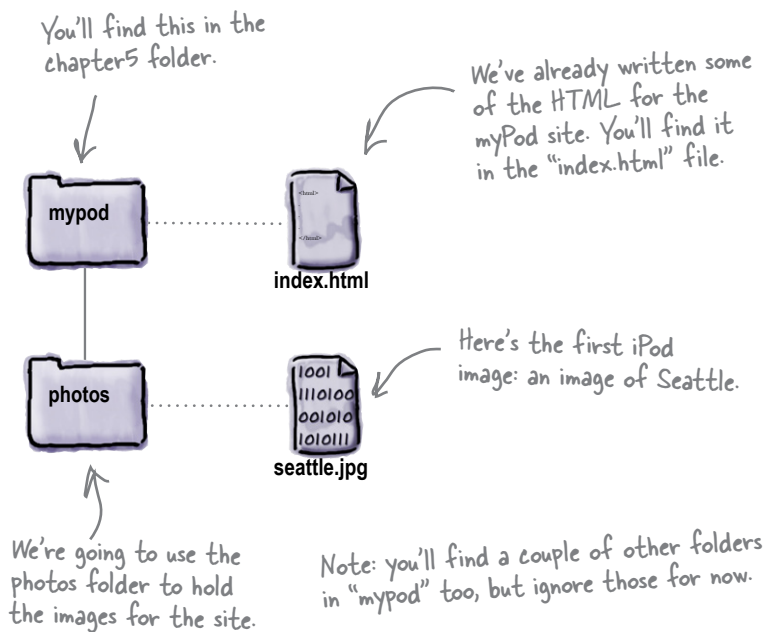 You'll find this in the
chapter5 folder.
We've already written some
of the HTML for the
myPod site. You'll find it
in the "index.html" file.
mypod
<html>
</html>
index.html
Here's the first iPod
image: an image of Seattle.
photos
1001
1110100
001010
1010111
seattle.jpg
We're going to use the
photos folder to hold
the images for the site.
Note: you'll find a couple of other folders
in "mypod" too, but ignore those for now.